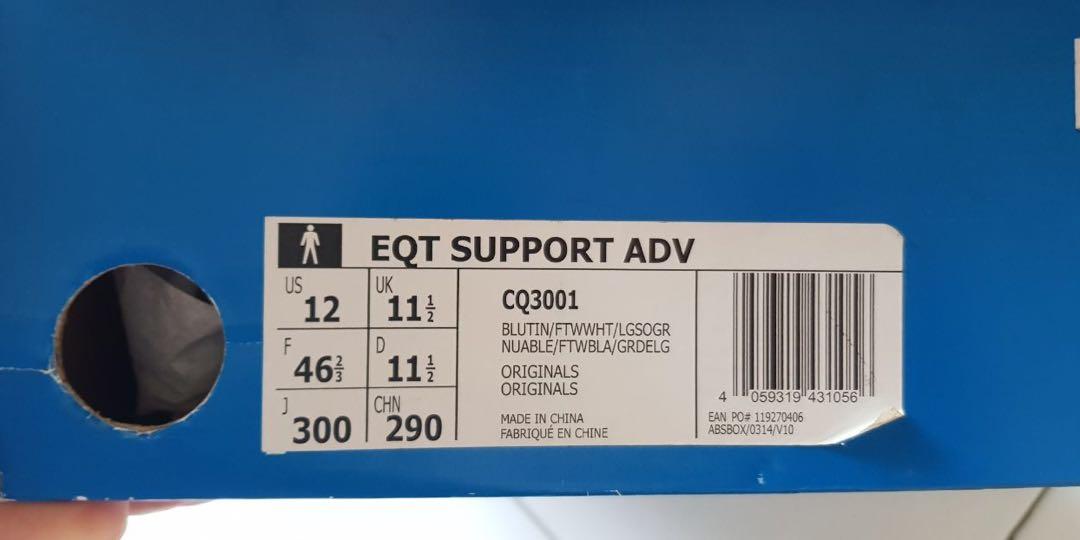 EQT SUPPORT ADV
US 12
UK 11 1/2
F 46 2/3
D 11 1/2
J 300
CHN 290
CQ3001
BLUTIN/FTWWHT/LGSOGR
NUABLE/FTWBLA/GRDELG
ORIGINALS
ORIGINALS
MADE IN CHINA
FABRIQUÉ EN CHINE
4 059319 431056
EAN PO# 119270406
ABSBOX/0314/V10